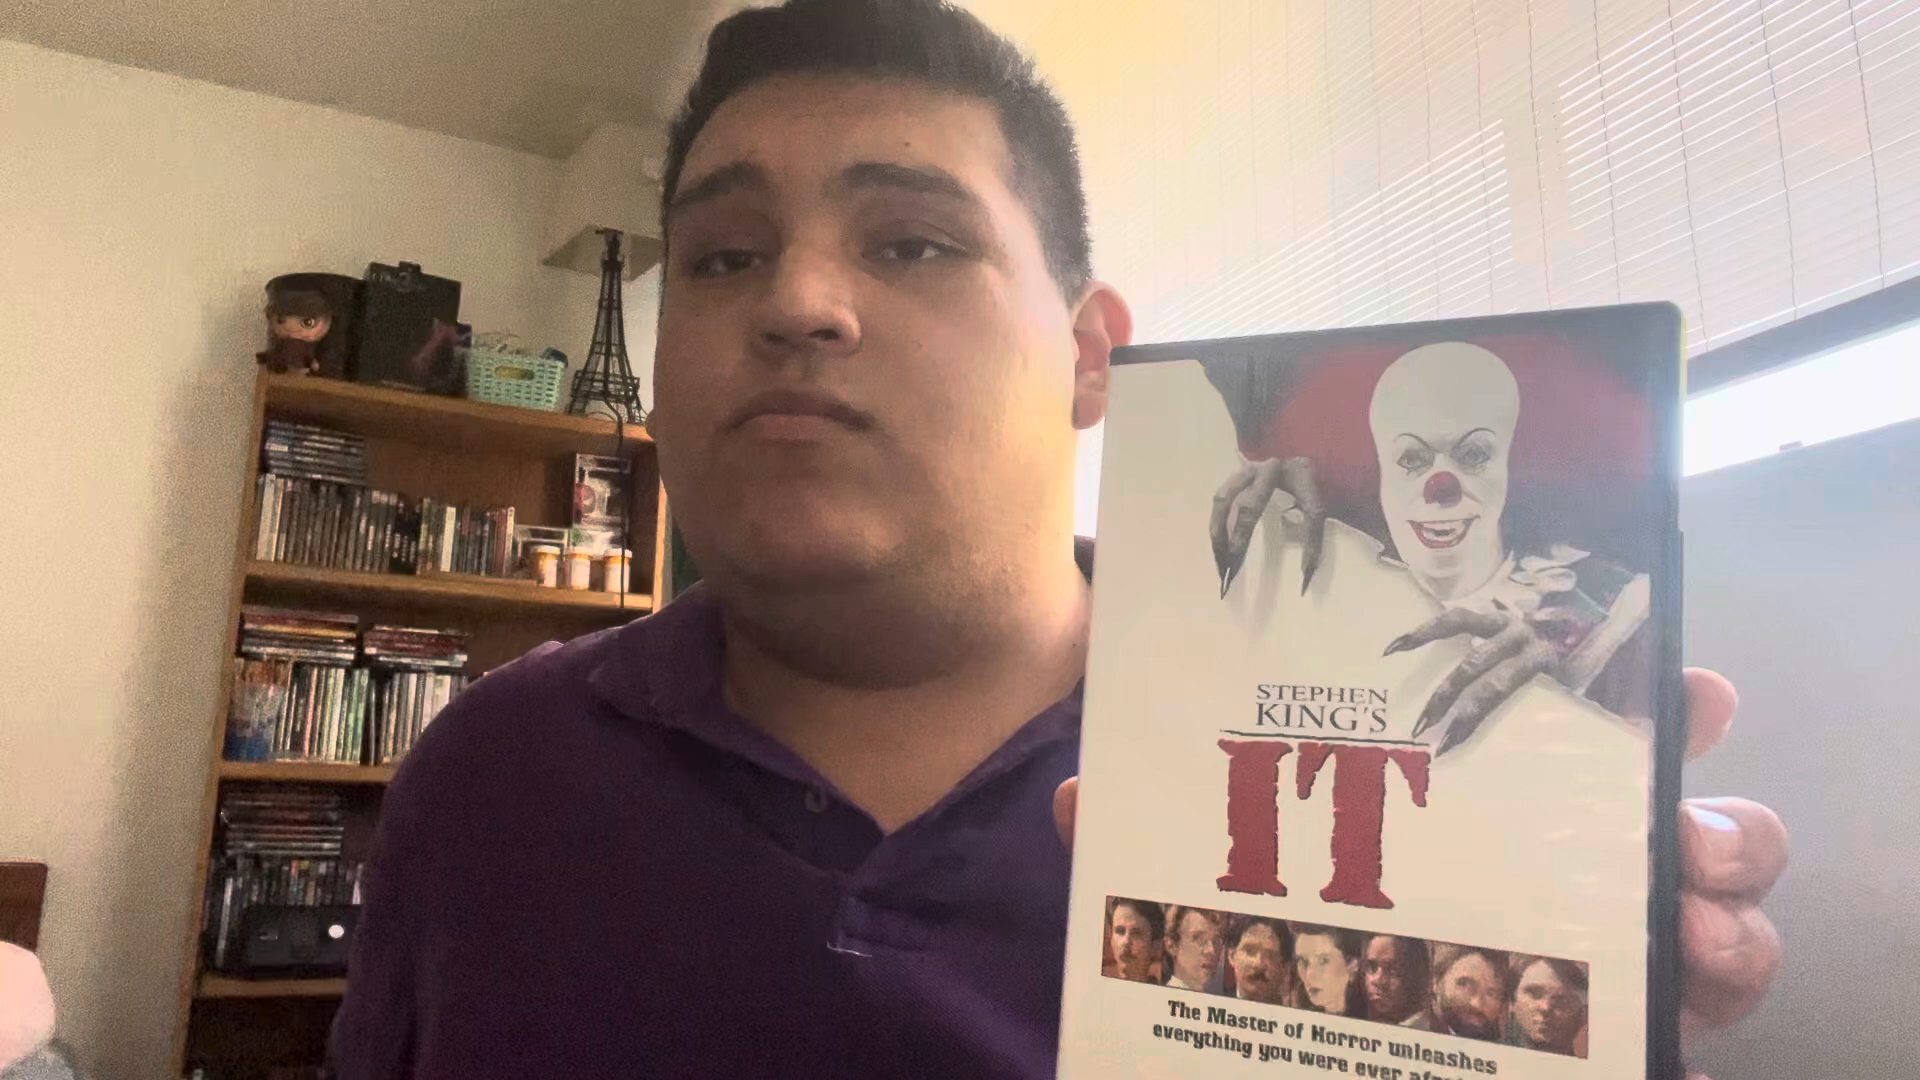 STEPHEN
KING'S
IT
The Master of Horror unleashes
everything you were ever